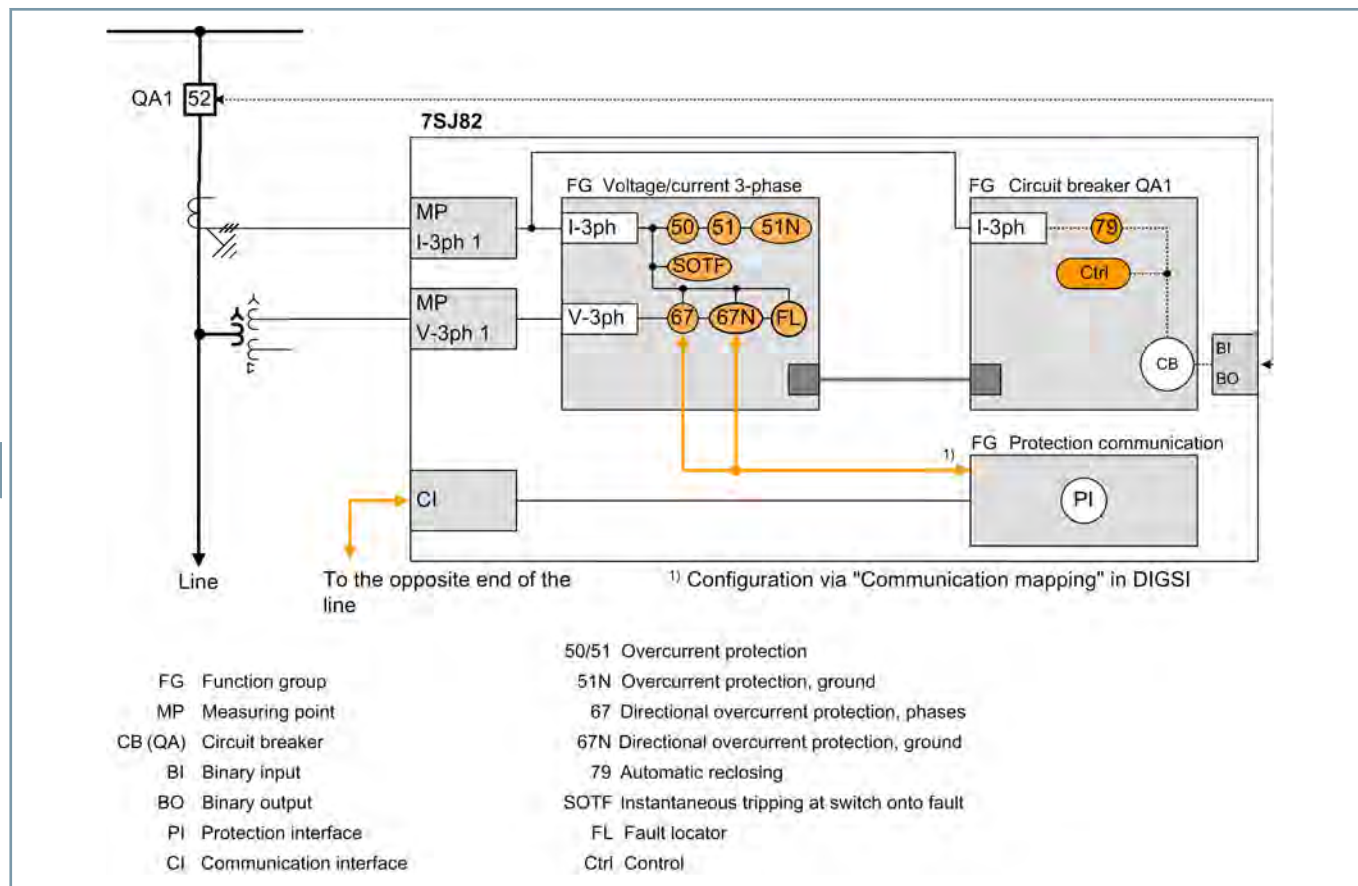 QA1 52
7SJ82
FG Voltage/current 3-phase
FG Circuit breaker QA1
MP
I-3ph 1
I-3ph
50
51
51N
SOTF
I-3ph
79
Ctrl
MP
V-3ph 1
V-3ph
67
67N
FL
CB
BI
BO
FG Protection communication
1)
CI
PI
Line
To the opposite end of the
line
1) Configuration via "Communication mapping" in DIGSI
FG Function group
MP Measuring point
CB (QA) Circuit breaker
BI Binary input
BO Binary output
PI Protection interface
CI Communication interface
50/51 Overcurrent protection
51N Overcurrent protection, ground
67 Directional overcurrent protection, phases
67N Directional overcurrent protection, ground
79 Automatic reclosing
SOTF Instantaneous tripping at switch onto fault
FL Fault locator
Ctrl Control